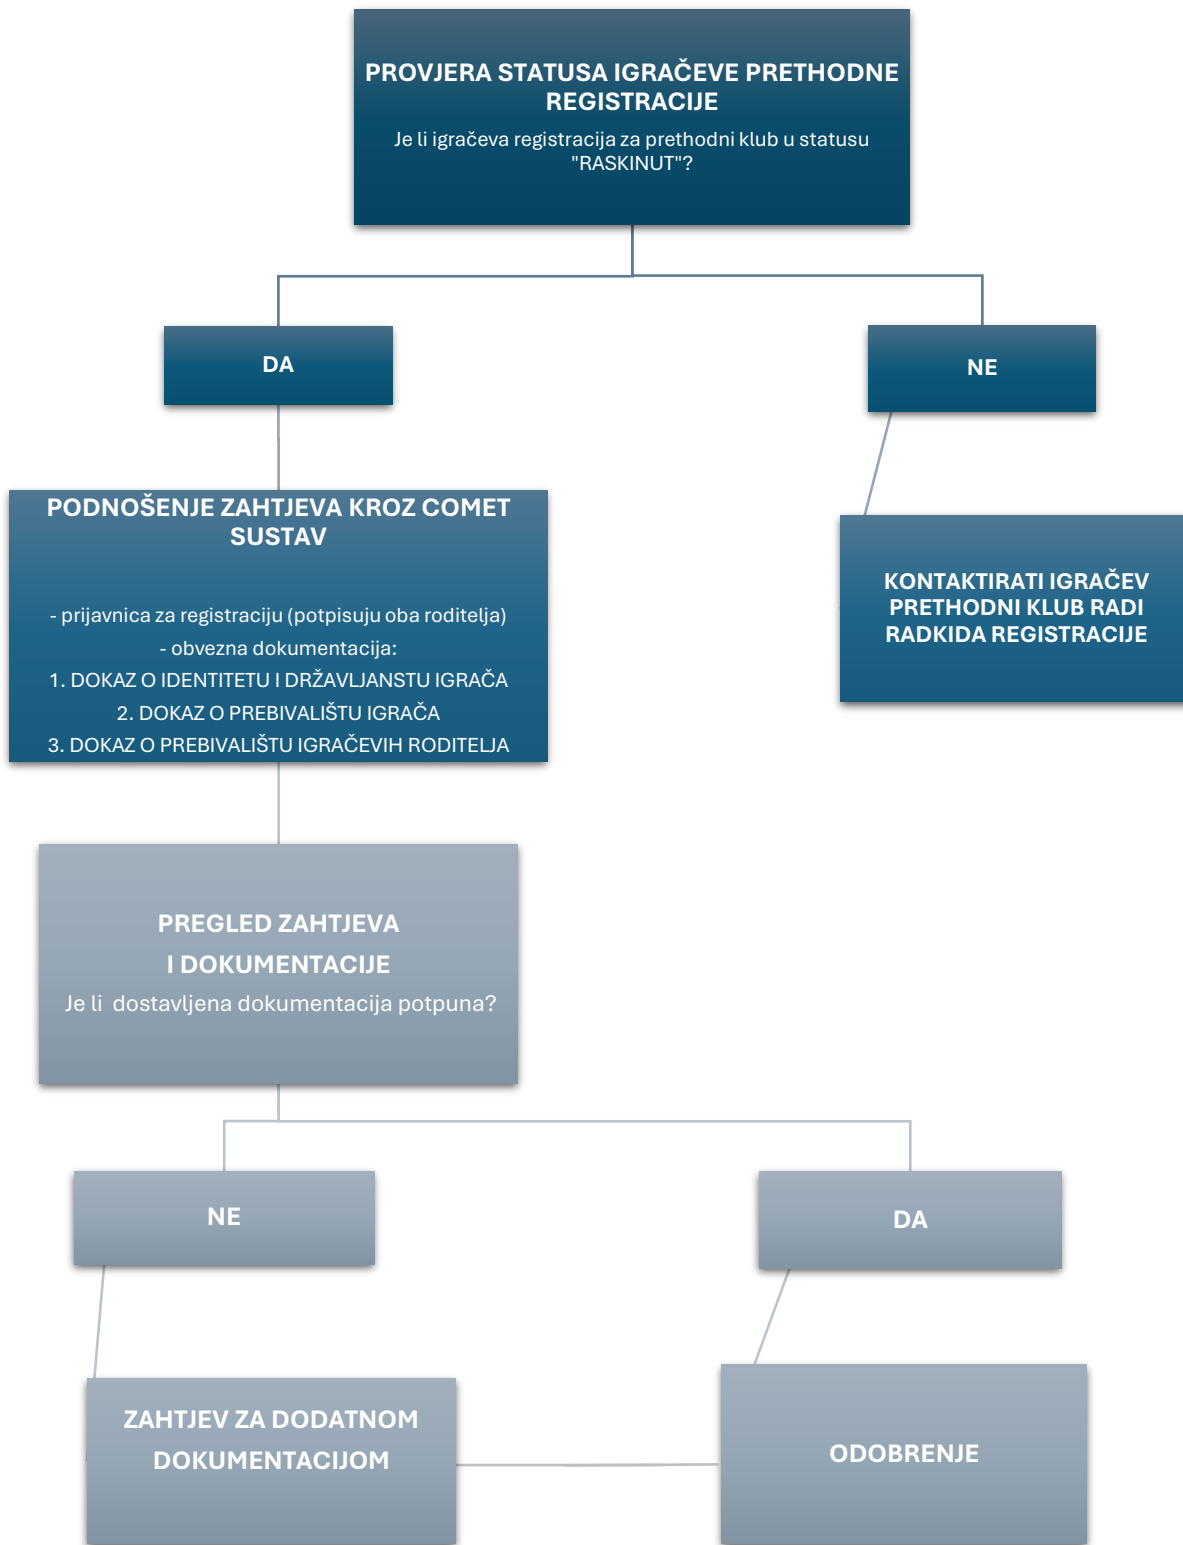 PROVJERA STATUSA IGRAČEVE PRETHODNE
REGISTRACIJE
Je li igračeva registracija za prethodni klub u statusu
"RASKINUT"?
DA
NE
PODNOŠENJE ZAHTJEVA KROZ COMET
SUSTAV
- prijavnica za registraciju (potpisuju oba roditelja)
- obvezna dokumentacija:
1. DOKAZ O IDENTITETU I DRŽAVLJANSTU IGRAČA
2. DOKAZ O PREBIVALIŠTU IGRAČA
3. DOKAZ O PREBIVALIŠTU IGRAČEVIH RODITELJA
KONTAKTIRATI IGRAČEV
PRETHODNI KLUB RADI
RADKIDA REGISTRACIJE
PREGLED ZAHTJEVA
I DOKUMENTACIJE
Je li  dostavljena dokumentacija potpuna?
NE
DA
ZAHTJEV ZA DODATNOM
DOKUMENTACIJOM
ODOBRENJE